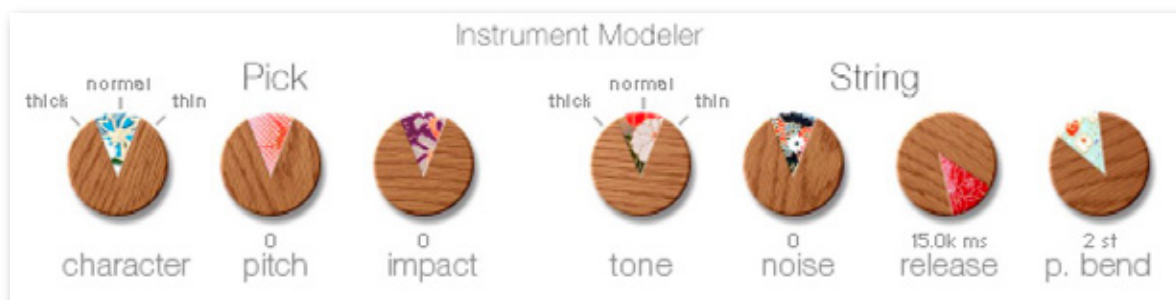 Instrument Modeler
Pick
String
thick normal thin
thick normal thin
0 0 0 15.0k ms 2 st
character pitch impact tone noise release p. bend